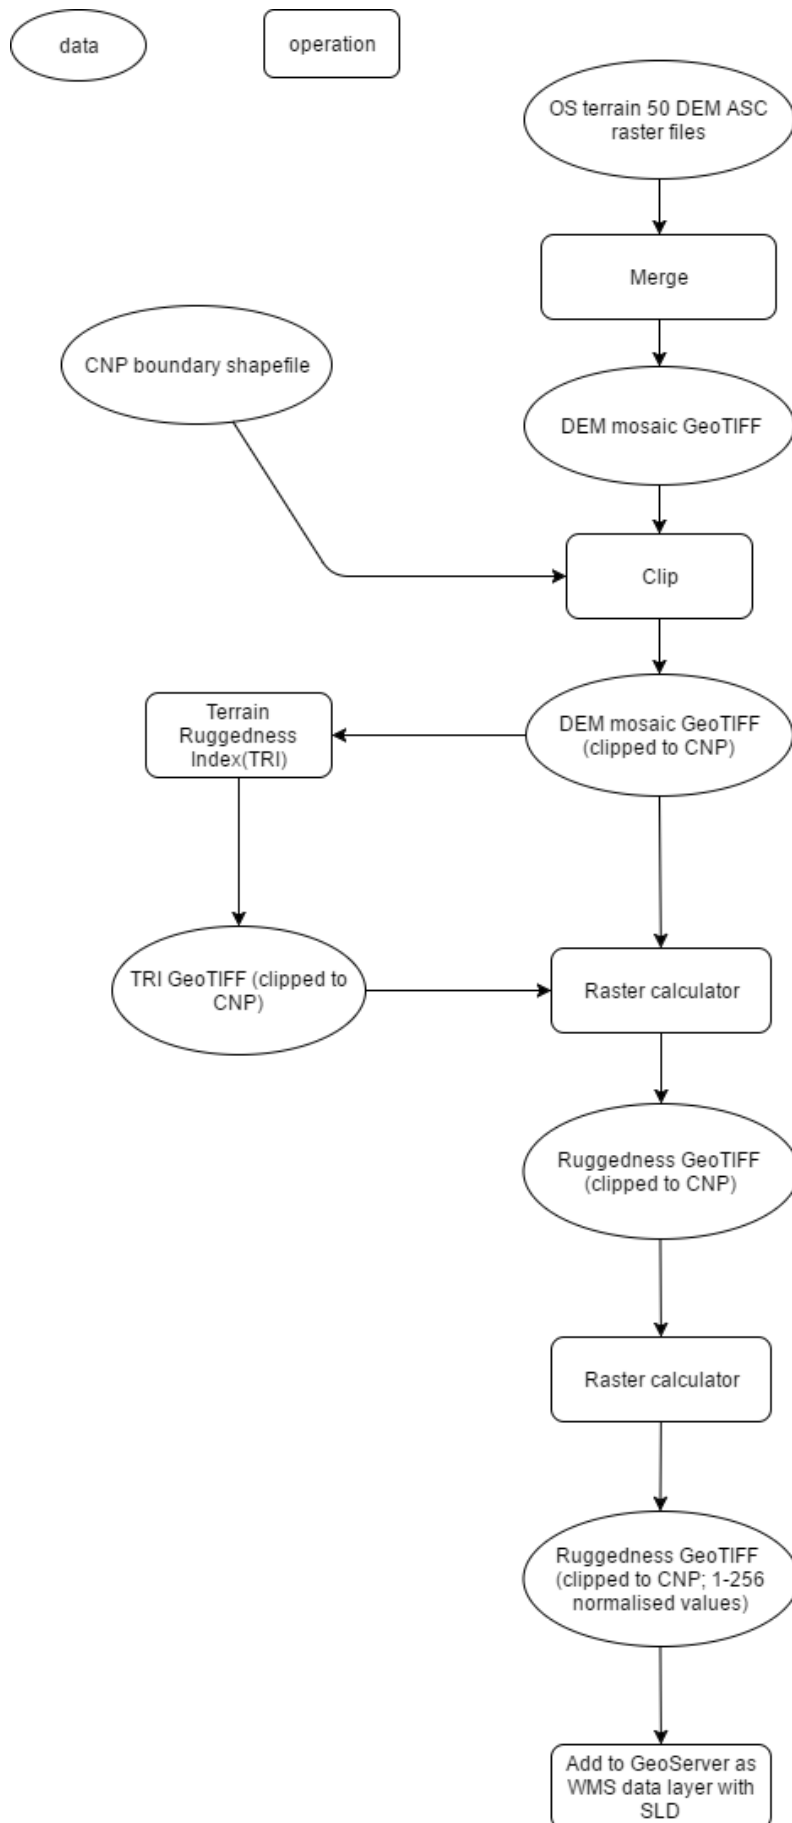 data
operation
OS terrain 50 DEM ASC
raster files
Merge
CNP boundary shapefile
DEM mosaic GeoTIFF
Clip
Terrain
Ruggedness
Index(TRI)
DEM mosaic GeoTIFF
(clipped to CNP)
TRI GeoTIFF (clipped to
CNP)
Raster calculator
Ruggedness GeoTIFF
(clipped to CNP)
Raster calculator
Ruggedness GeoTIFF
(clipped to CNP; 1-256
normalised values)
Add to GeoServer as
WMS data layer with
SLD